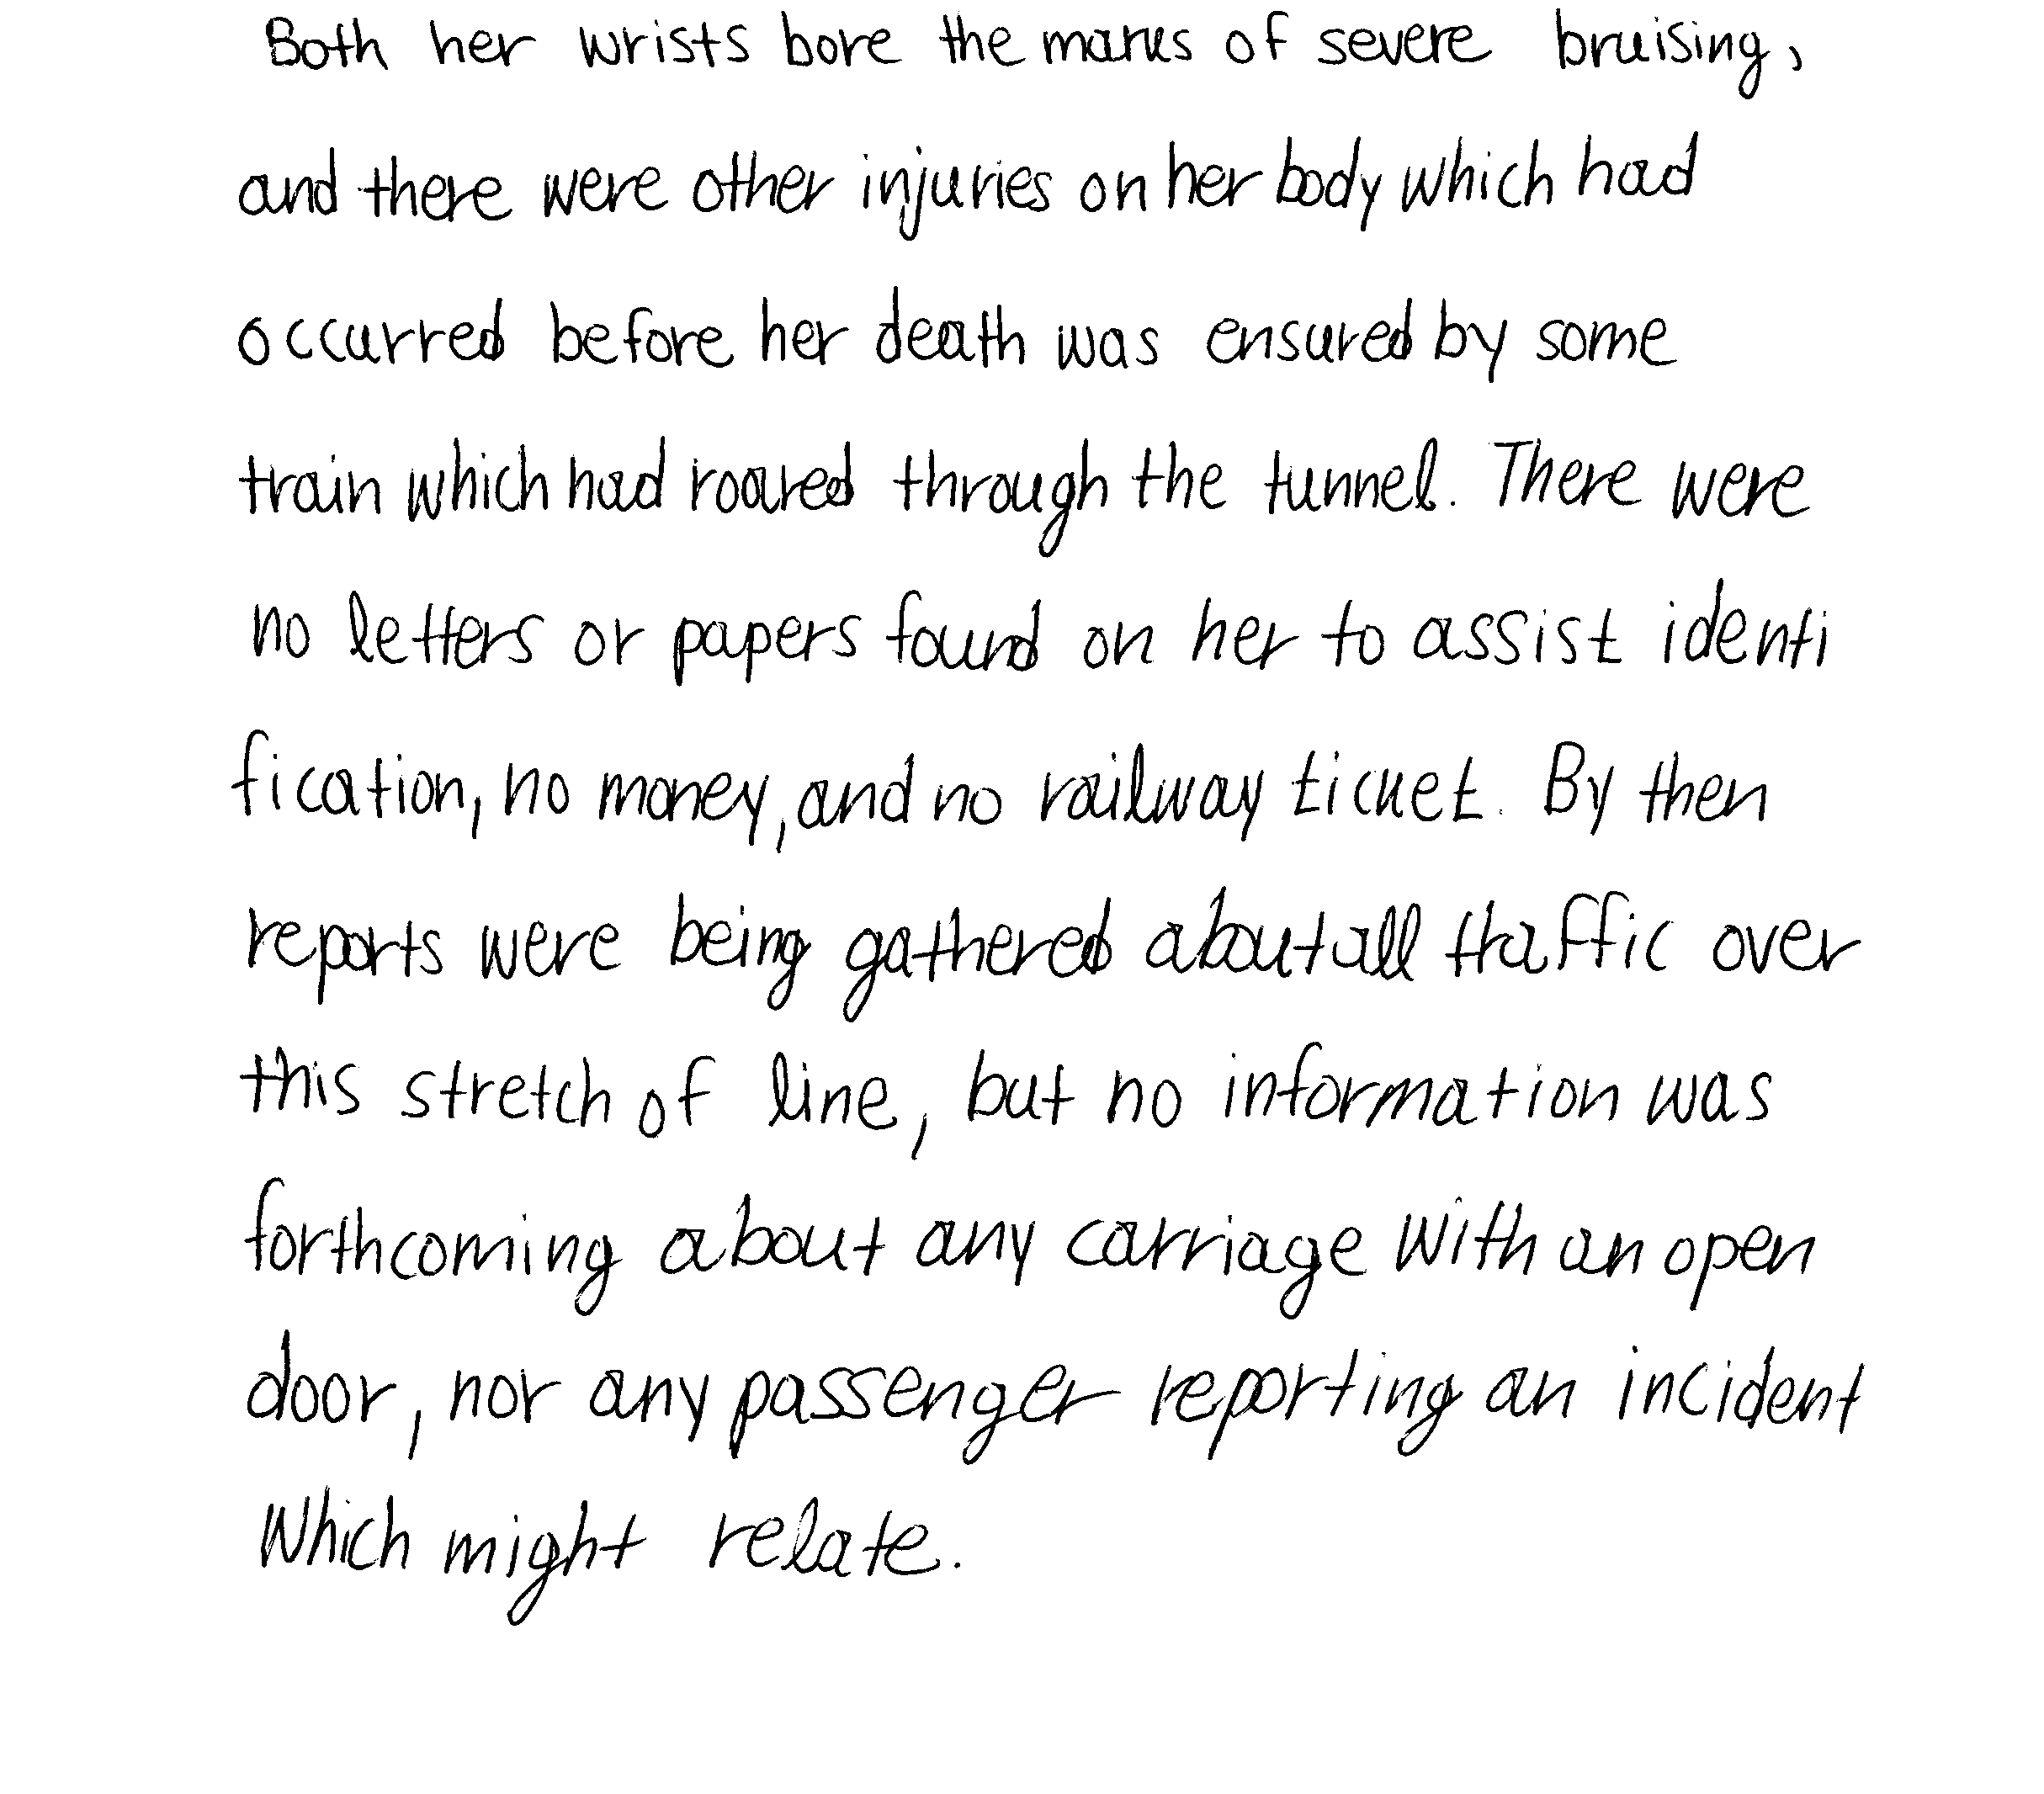 Both her wrists bore the marks of severe bruising,
and there were other injuries on her body which had
occurred before her death was ensured by some
train which had roared through the tunnel. There were
no letters or papers found on her to assist identi
fication, no money, and no railway ticket. By then
reports were being gathered about all traffic over
this stretch of line, but no information was
forthcoming about any carriage with an open
door, nor any passenger reporting an incident
which might relate.